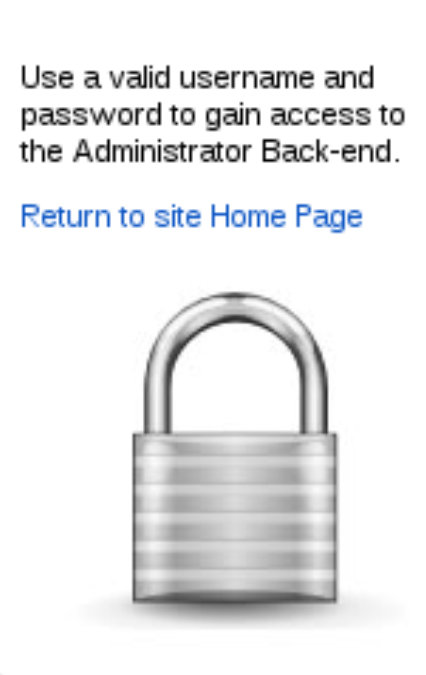 Use a valid username and
password to gain access to
the Administrator Back-end.
Return to site Home Page